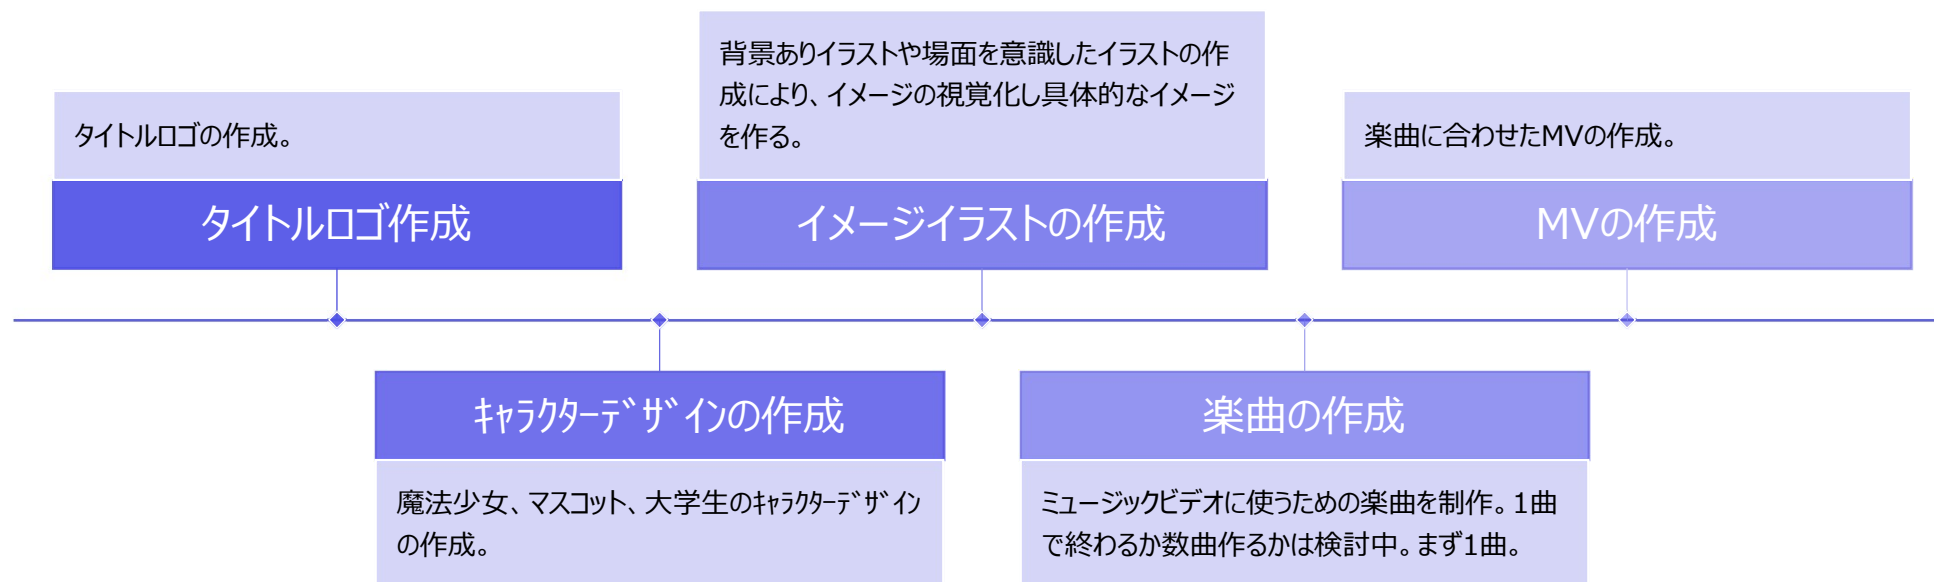 タイトルロゴの作成。
タイトルロゴ作成
ｷｬﾗｸﾀｰﾃﾞｻﾞｲﾝの作成
魔法少女、マスコット、大学生のｷｬﾗｸﾀｰﾃﾞｻﾞｲﾝ
の作成。
背景ありイラストや場面を意識したイラストの作
成により、イメージの視覚化し具体的なイメージ
を作る。
イメージイラストの作成
楽曲の作成
ミュージックビデオに使うための楽曲を制作。1曲
で終わるか数曲作るかは検討中。まず1曲。
楽曲に合わせたMVの作成。
MVの作成